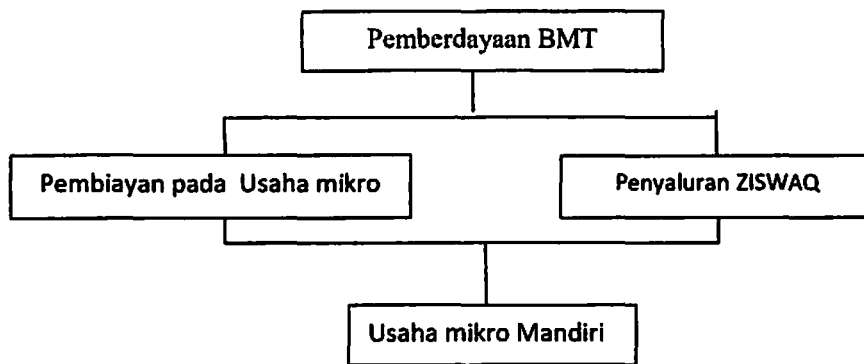 Pemberdayaan BMT
Pembiayan pada Usaha mikro
Penyaluran ZISWAQ
Usaha mikro Mandiri